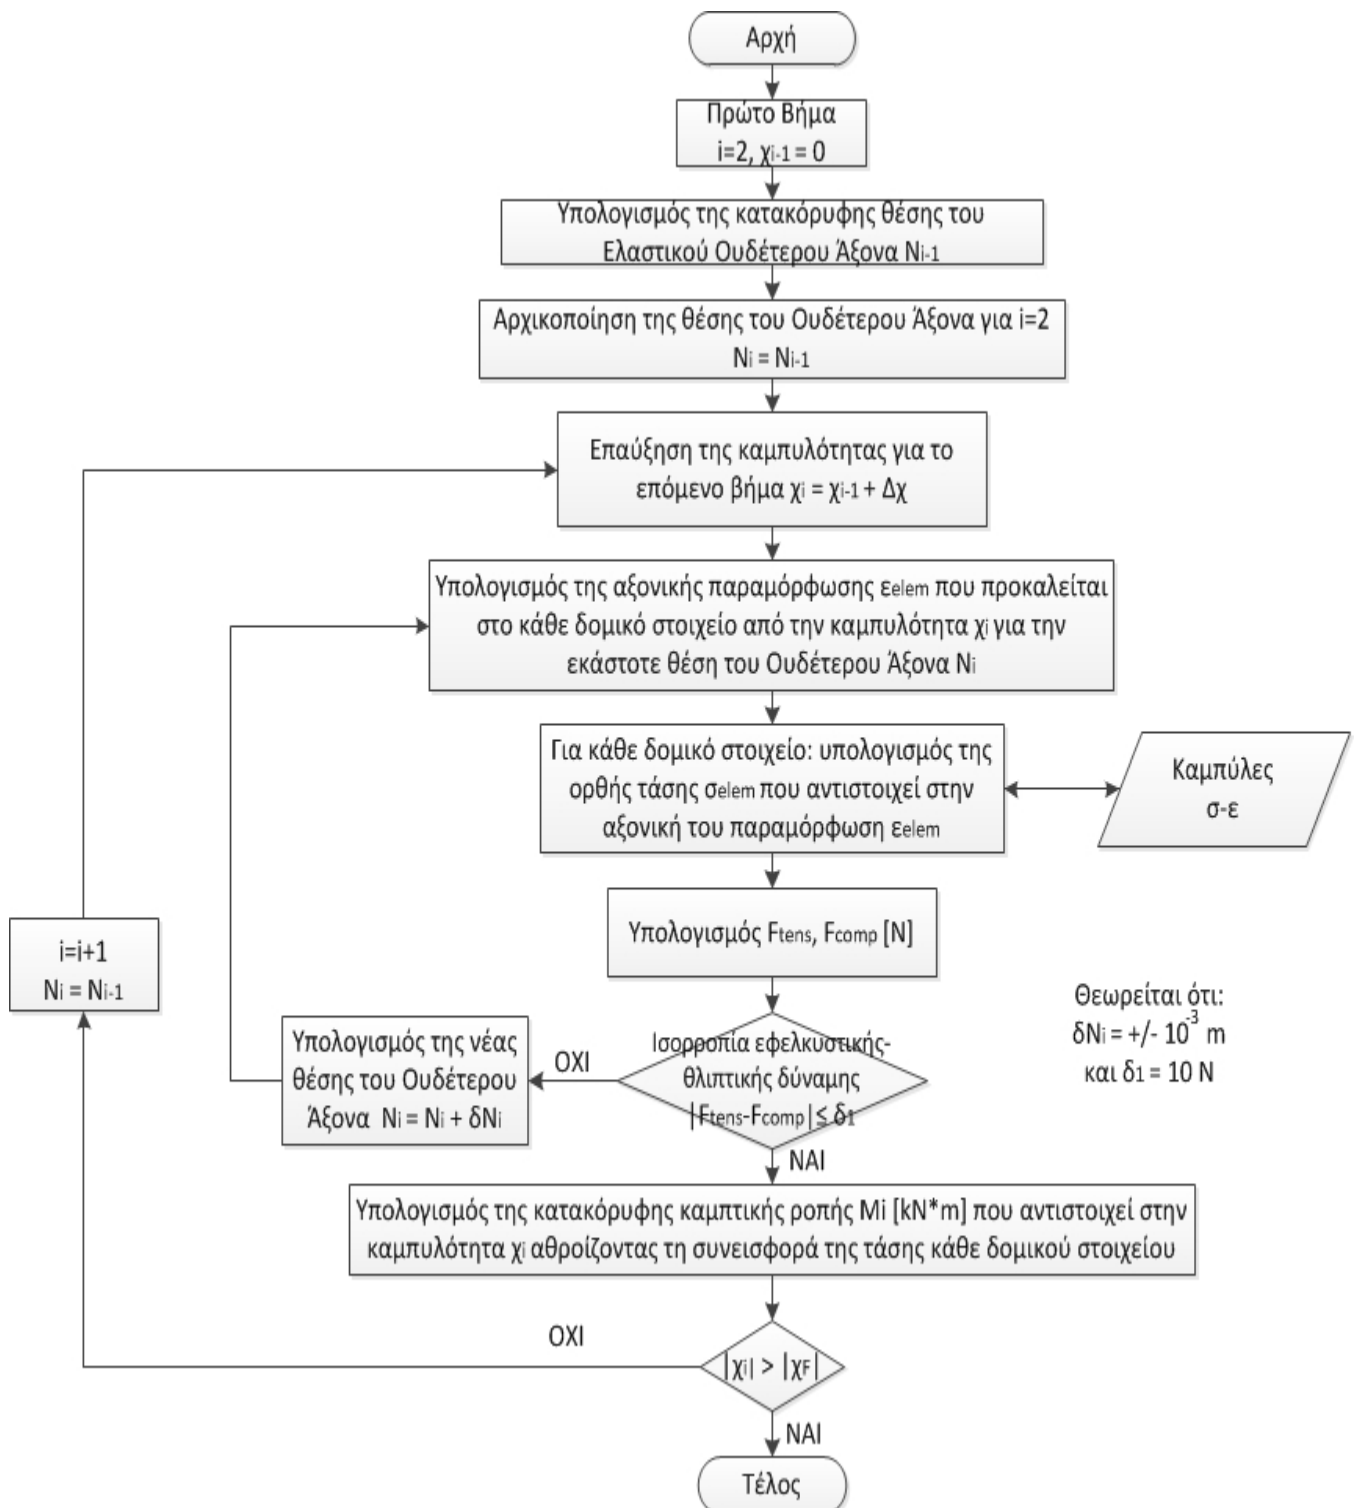 Αρχή
Πρώτο Βήμα
i=2, χi-1 = 0
Υπολογισμός της κατακόρυφης θέσης του
Ελαστικού Ουδέτερου Άξονα Ni-1
Αρχικοποίηση της θέσης του Ουδέτερου Άξονα για i=2
Ni = Ni-1
Επαύξηση της καμπυλότητας για το
επόμενο βήμα χi = χi-1 + Δχ
Υπολογισμός της αξονικής παραμόρφωσης εelem που προκαλείται
στο κάθε δομικό στοιχείο από την καμπυλότητα χi για την
εκάστοτε θέση του Ουδέτερου Άξονα Ni
Για κάθε δομικό στοιχείο: υπολογισμός της
ορθής τάσης σelem που αντιστοιχεί στην
αξονική του παραμόρφωση εelem
Καμπύλες
σ-ε
Υπολογισμός Ftens, Fcomp [N]
i=i+1
Ni = Ni-1
Θεωρείται ότι:
δNi = +/- 10-3 m
και δ1 = 10 N
Υπολογισμός της νέας
θέσης του Ουδέτερου
Άξονα Ni = Ni + δNi
ΟΧΙ
Ισορροπία εφελκυστικής-
θλιπτικής δύναμης
|Ftens-Fcomp|≤ δ1
ΝΑΙ
Υπολογισμός της κατακόρυφης καμπτικής ροπής Mi [kN*m] που αντιστοιχεί στην
καμπυλότητα χi αθροίζοντας τη συνεισφορά της τάσης κάθε δομικού στοιχείου
ΟΧΙ
|χi| > |χF|
ΝΑΙ
Τέλος